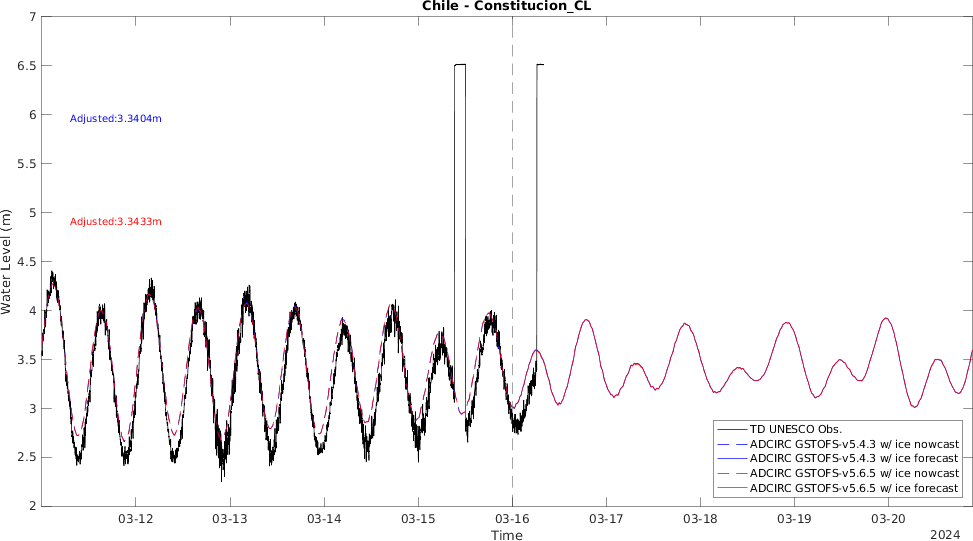 Chile - Constitucion_CL
7
6.5
6
5.5
5
4.5
4
3.5
3
2.5
2
Water Level (m)
Adjusted:3.3404m
Adjusted:3.3433m
TD UNESCO Obs.
ADCIRC GSTOFS-v5.4.3 w/ ice nowcast
ADCIRC GSTOFS-v5.4.3 w/ ice forecast
ADCIRC GSTOFS-v5.6.5 w/ ice nowcast
ADCIRC GSTOFS-v5.6.5 w/ ice forecast
03-12 03-13 03-14 03-15 03-16 03-17 03-18 03-19 03-20
Time
2024